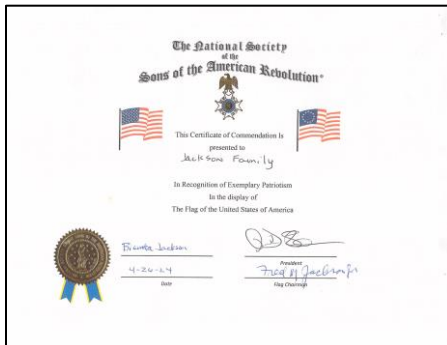 The National Society
of the
Sons of the American Revolution®
This Certificate of Commendation Is
presented to
Jackson Family
In Recognition of Exemplary Patriotism
In the display of
The Flag of the United States of America
Jackson
President
4-26-24
Date
Flag Chairman